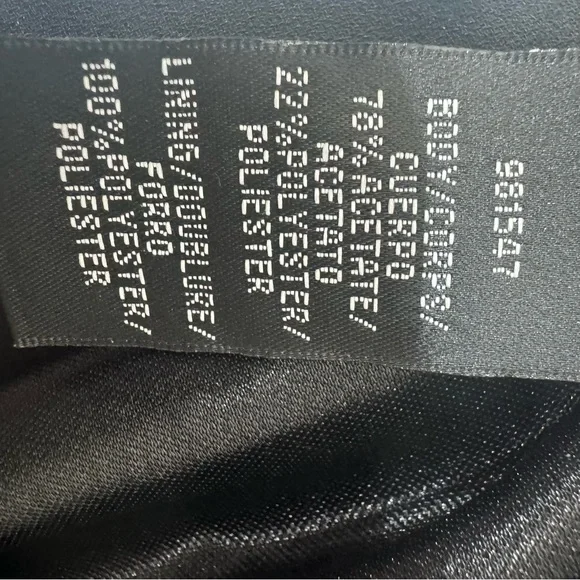 981547
BODY/CORPS/
CUERPO
78%ACETATE/
ACETATO
22%POLYESTER/
POLIESTER
LINING/DOUBLURE/
FORRO
100%POLYESTER/
POLIESTER